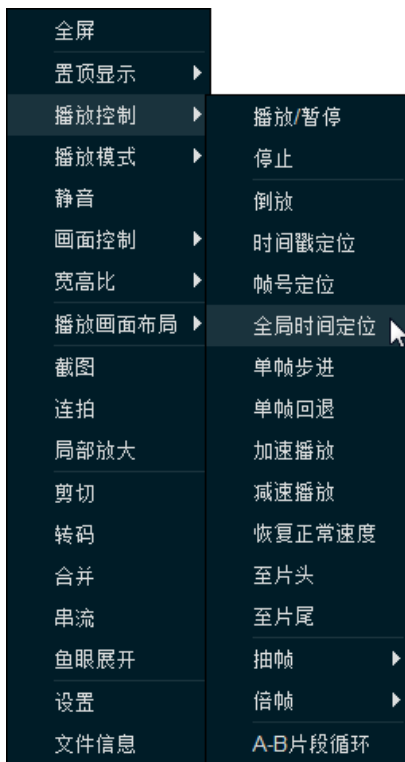 全屏
置顶显示
播放控制
播放模式
静音
画面控制
宽高比
播放画面布局
截图
连拍
局部放大
剪切
转码
合并
串流
鱼眼展开
设置
文件信息
播放/暂停
停止
倒放
时间戳定位
帧号定位
全局时间定位
单帧步进
单帧回退
加速播放
减速播放
恢复正常速度
至片头
至片尾
抽帧
倍帧
A-B片段循环